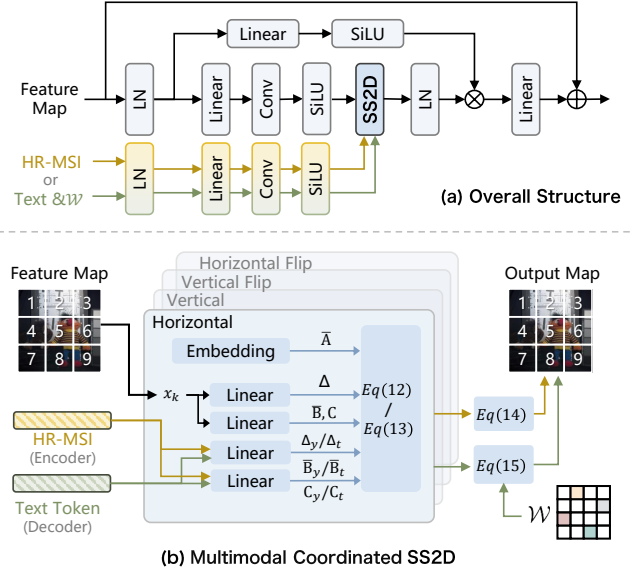 Linear
SiLU
Feature
Map
LN
Linear
Conv
SiLU
SS2D
LN
Linear
HR-MSI
or
Text &𝒲
LN
Linear
Conv
SiLU
(a) Overall Structure
Feature Map
Horizontal Flip
Vertical Flip
Vertical
Horizontal
Output Map
1 2 3
4 5 6
7 8 9
1 2 3
4 5 6
7 8 9
Embedding
A̅
x_k
Linear
Δ
Linear
B̅, C
Linear
Δ_y/Δ_t
Linear
B̅_y/B̅_t
C_y/C_t
Eq(12)
/
Eq(13)
Eq(14)
Eq(15)
HR-MSI
(Encoder)
Text Token
(Decoder)
𝒲
(b) Multimodal Coordinated SS2D